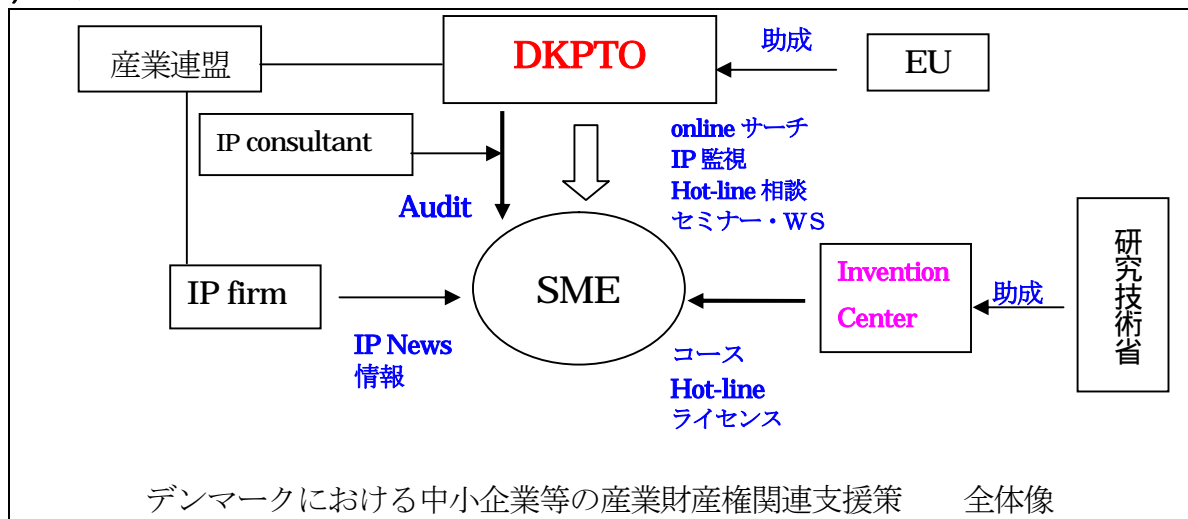 産業連盟
DKPTO
助成
EU
IP consultant
online サーチ
IP 監視
Hot-line 相談
セミナー・WS
Audit
研究技術省
IP firm
SME
Invention
Center
助成
IP News
情報
コース
Hot-line
ライセンス
デンマークにおける中小企業等の産業財産権関連支援策　　全体像